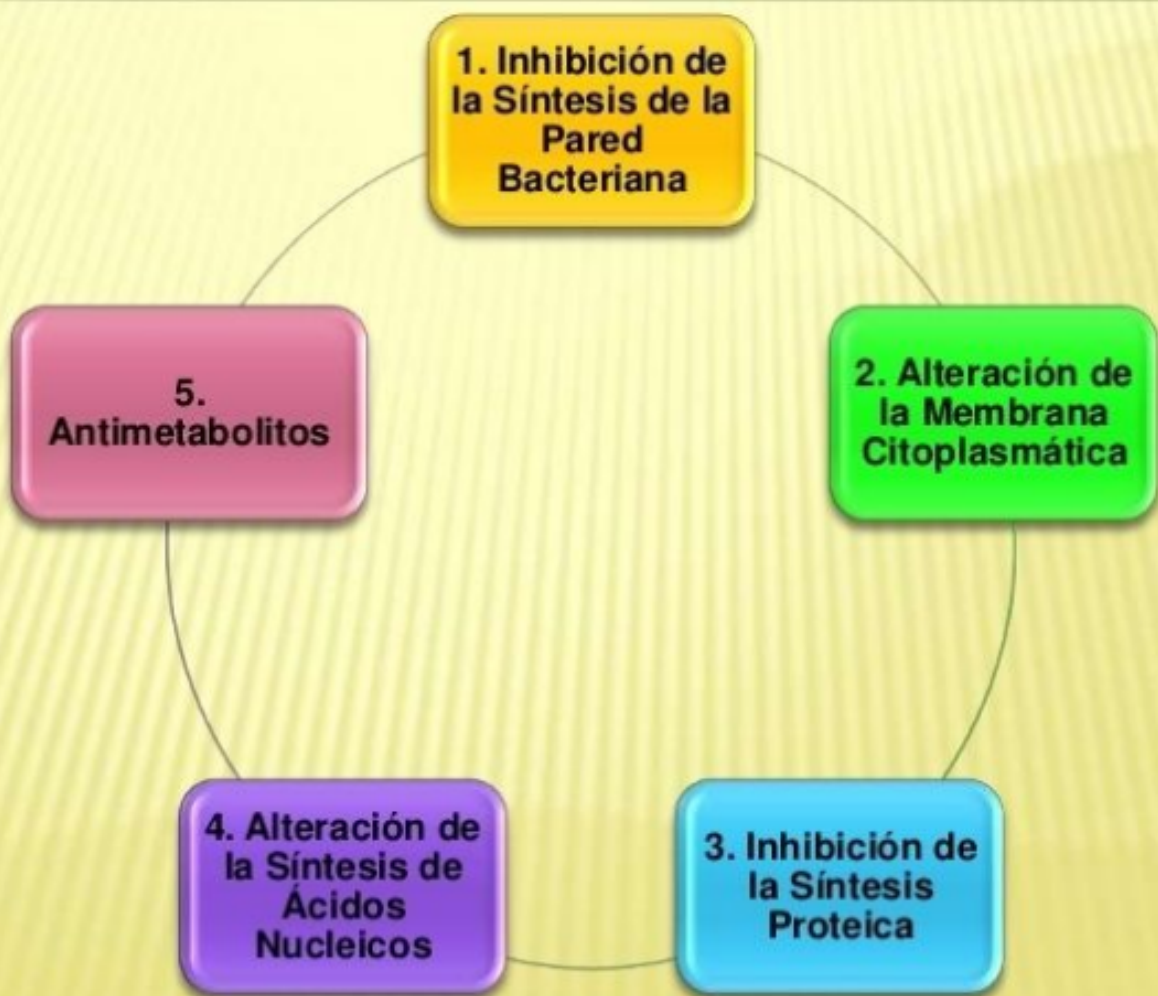 1. Inhibición de
la Síntesis de la
Pared
Bacteriana
2. Alteración de
la Membrana
Citoplasmática
3. Inhibición de
la Síntesis
Proteica
4. Alteración de
la Síntesis de
Ácidos
Nucleicos
5.
Antimetabolitos